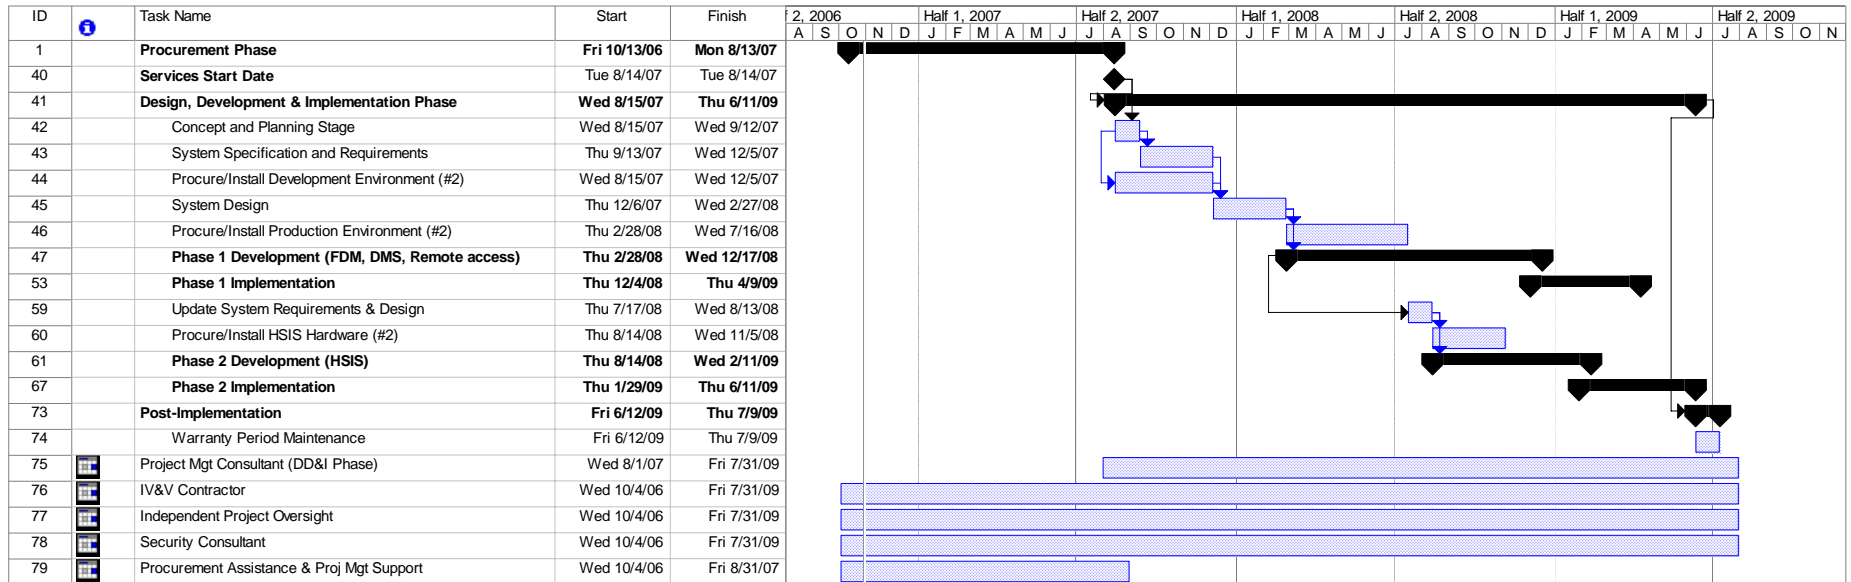 ID Task Name Start Finish f 2, 2006 Half 1, 2007 Half 2, 2007 Half 1, 2008 Half 2, 2008 Half 1, 2009 Half 2, 2009
A S O N D J F M A M J J A S O N D J F M A M J J A S O N D J F M A M J J A S O N
1 Procurement Phase Fri 10/13/06 Mon 8/13/07
40 Services Start Date Tue 8/14/07 Tue 8/14/07
41 Design, Development & Implementation Phase Wed 8/15/07 Thu 6/11/09
42 Concept and Planning Stage Wed 8/15/07 Wed 9/12/07
43 System Specification and Requirements Thu 9/13/07 Wed 12/5/07
44 Procure/Install Development Environment (#2) Wed 8/15/07 Wed 12/5/07
45 System Design Thu 12/6/07 Wed 2/27/08
46 Procure/Install Production Environment (#2) Thu 2/28/08 Wed 7/16/08
47 Phase 1 Development (FDM, DMS, Remote access) Thu 2/28/08 Wed 12/17/08
53 Phase 1 Implementation Thu 12/4/08 Thu 4/9/09
59 Update System Requirements & Design Thu 7/17/08 Wed 8/13/08
60 Procure/Install HSIS Hardware (#2) Thu 8/14/08 Wed 11/5/08
61 Phase 2 Development (HSIS) Thu 8/14/08 Wed 2/11/09
67 Phase 2 Implementation Thu 1/29/09 Thu 6/11/09
73 Post-Implementation Fri 6/12/09 Thu 7/9/09
74 Warranty Period Maintenance Fri 6/12/09 Thu 7/9/09
75 Project Mgt Consultant (DD&I Phase) Wed 8/1/07 Fri 7/31/09
76 IV&V Contractor Wed 10/4/06 Fri 7/31/09
77 Independent Project Oversight Wed 10/4/06 Fri 7/31/09
78 Security Consultant Wed 10/4/06 Fri 7/31/09
79 Procurement Assistance & Proj Mgt Support Wed 10/4/06 Fri 8/31/07